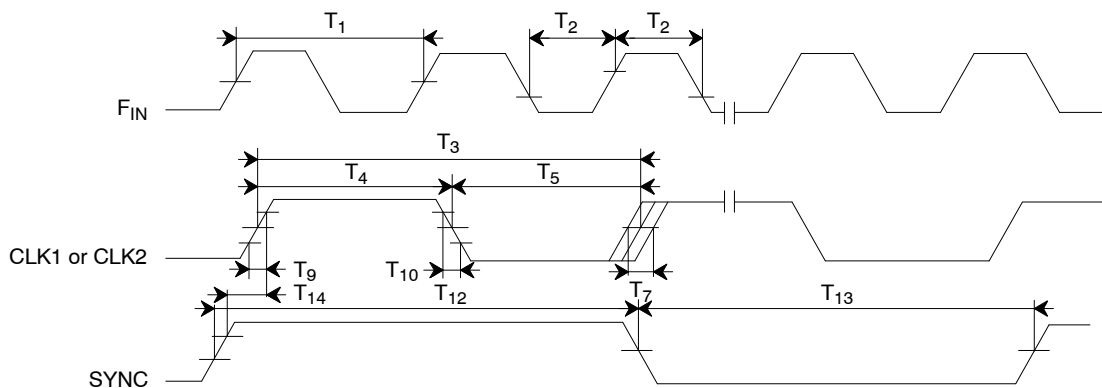 T1 T2 T2
FIN
T3
T4 T5
CLK1 or CLK2
T9 T10 T7
T14 T12 T13
SYNC